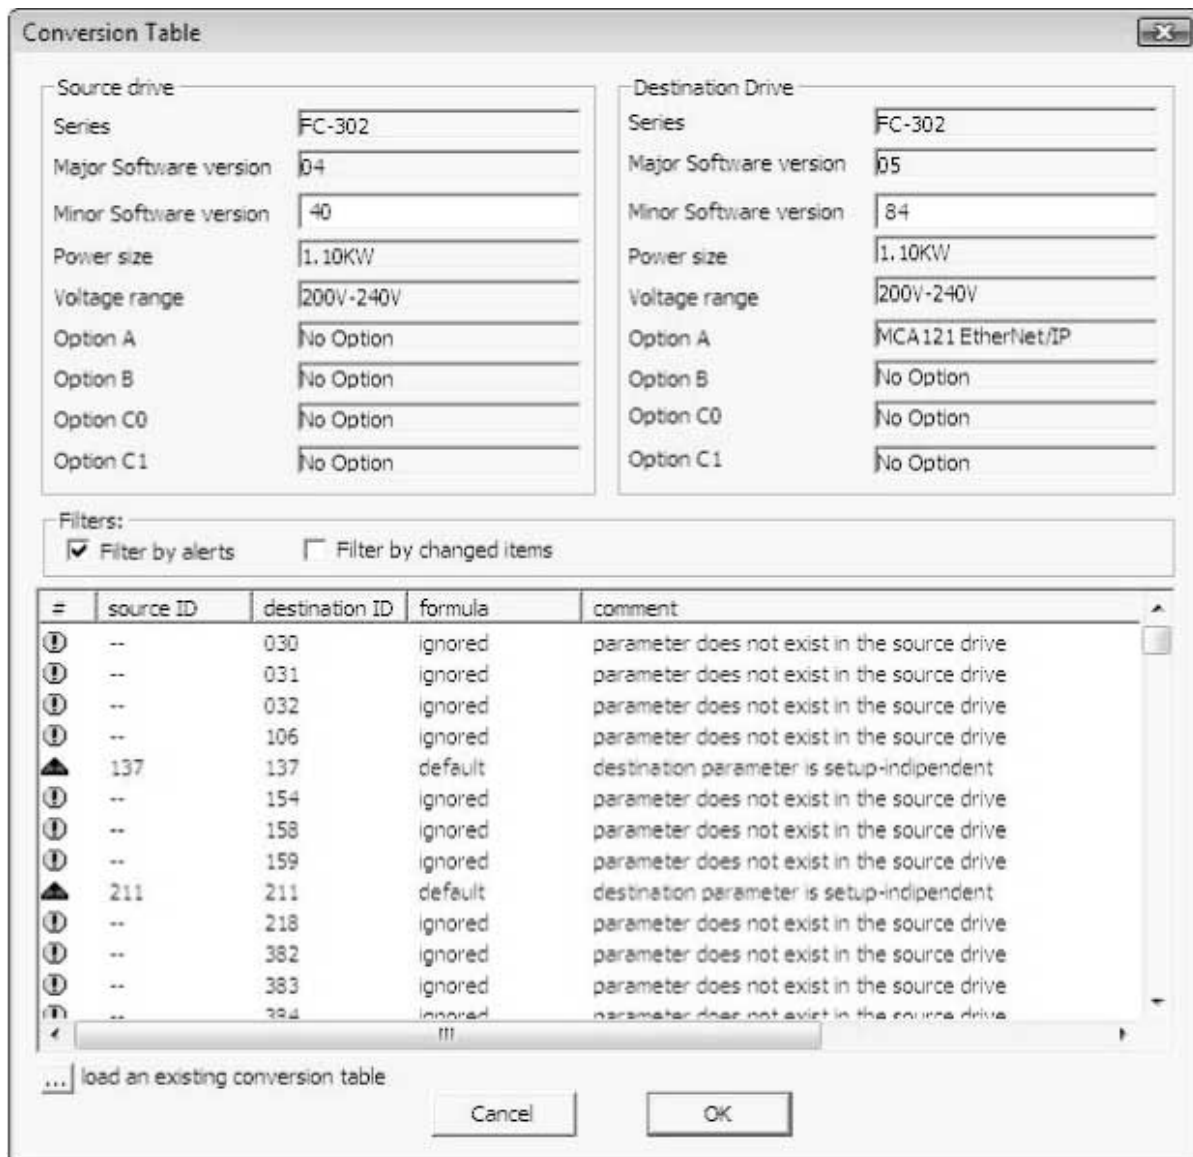 Conversion Table
Source drive
Series FC-302
Major Software version 04
Minor Software version 40
Power size 1.10KW
Voltage range 200V-240V
Option A No Option
Option B No Option
Option C0 No Option
Option C1 No Option
Destination Drive
Series FC-302
Major Software version 05
Minor Software version 84
Power size 1.10KW
Voltage range 200V-240V
Option A MCA121 EtherNet/IP
Option B No Option
Option C0 No Option
Option C1 No Option
Filters:
Filter by alerts Filter by changed items
# source ID destination ID formula comment
-- 030 ignored parameter does not exist in the source drive
-- 031 ignored parameter does not exist in the source drive
-- 032 ignored parameter does not exist in the source drive
-- 106 ignored parameter does not exist in the source drive
137 137 default destination parameter is setup-indipendent
-- 154 ignored parameter does not exist in the source drive
-- 158 ignored parameter does not exist in the source drive
-- 159 ignored parameter does not exist in the source drive
211 211 default destination parameter is setup-indipendent
-- 218 ignored parameter does not exist in the source drive
-- 382 ignored parameter does not exist in the source drive
-- 383 ignored parameter does not exist in the source drive
-- 384 ignored parameter does not exist in the source drive
... load an existing conversion table
Cancel OK